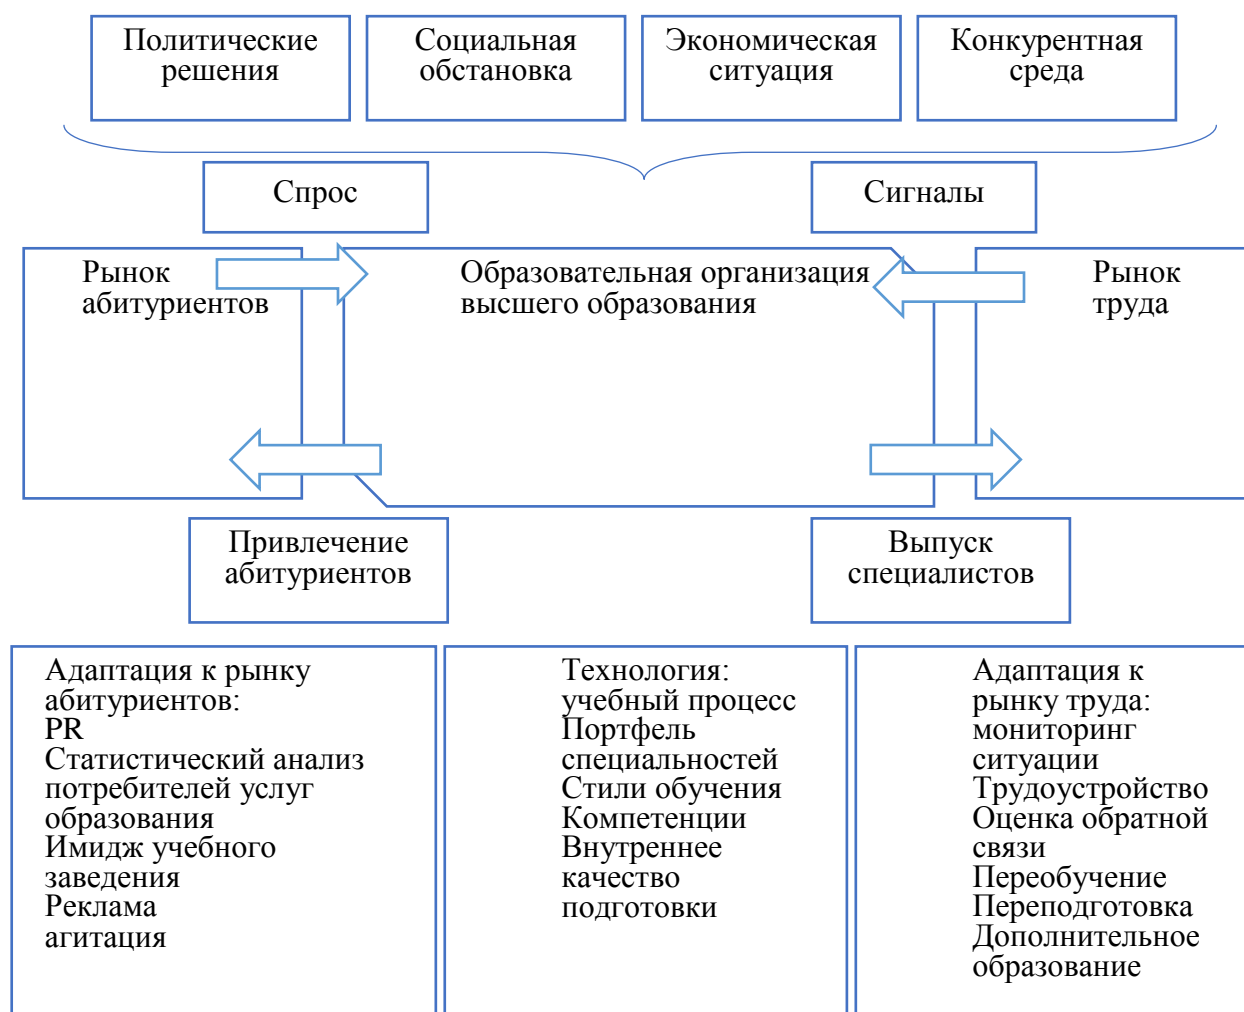 Политические
решения
Социальная
обстановка
Экономическая
ситуация
Конкурентная
среда
Спрос
Сигналы
Рынок
абитуриентов
Образовательная организация
высшего образования
Рынок
труда
Привлечение
абитуриентов
Выпуск
специалистов
Адаптация к рынку
абитуриентов:
PR
Статистический анализ
потребителей услуг
образования
Имидж учебного
заведения
Реклама
агитация
Технология:
учебный процесс
Портфель
специальностей
Стили обучения
Компетенции
Внутреннее
качество
подготовки
Адаптация к
рынку труда:
мониторинг
ситуации
Трудоустройство
Оценка обратной
связи
Переобучение
Переподготовка
Дополнительное
образование